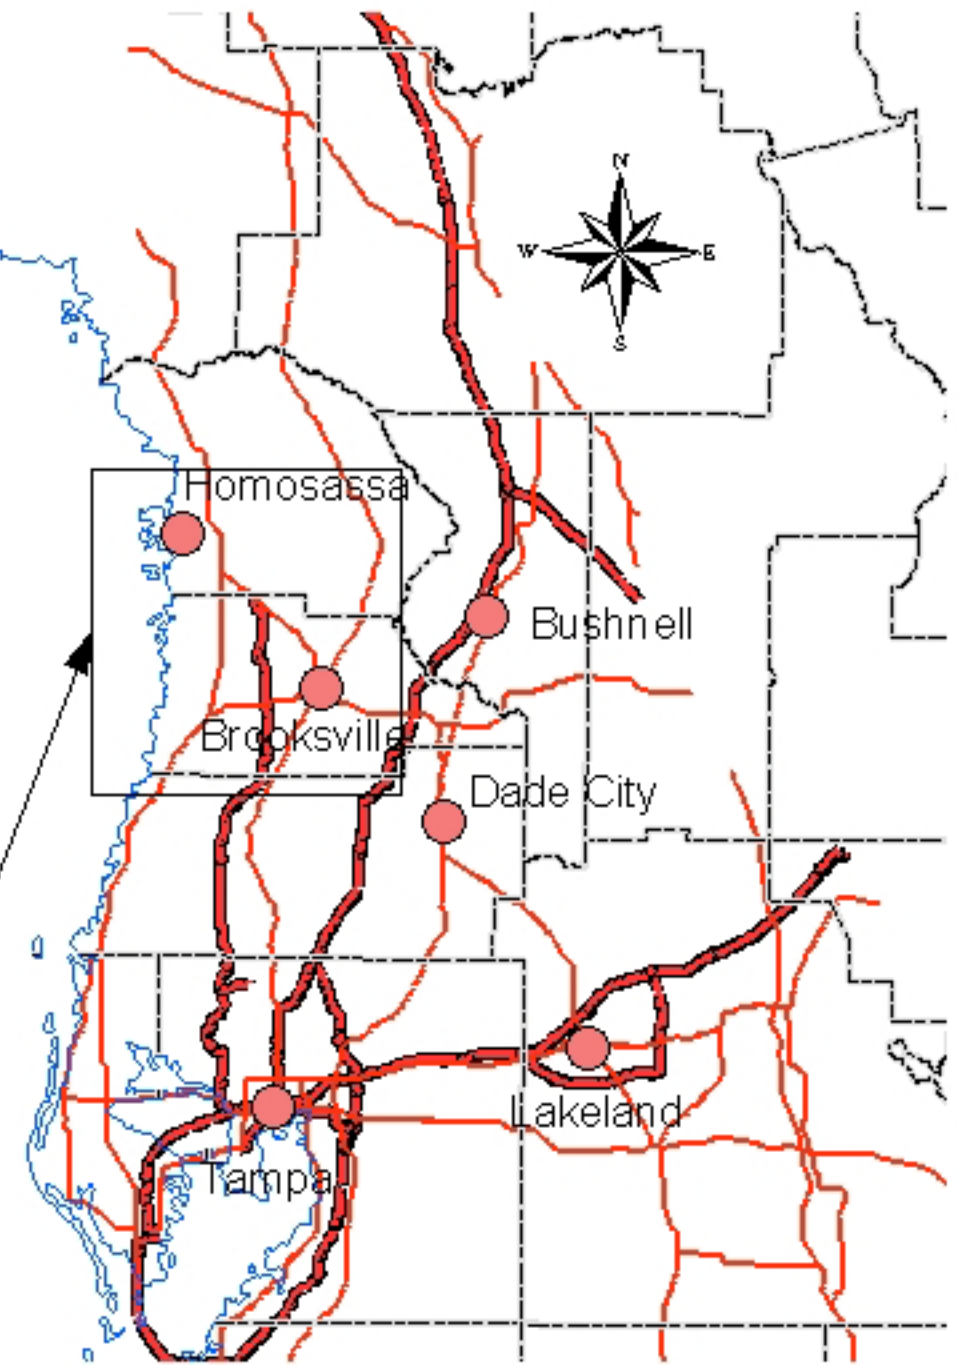 N
W E
S
Homosassa
Bushnell
Brooksville
Dade City
Lakeland
Tampa